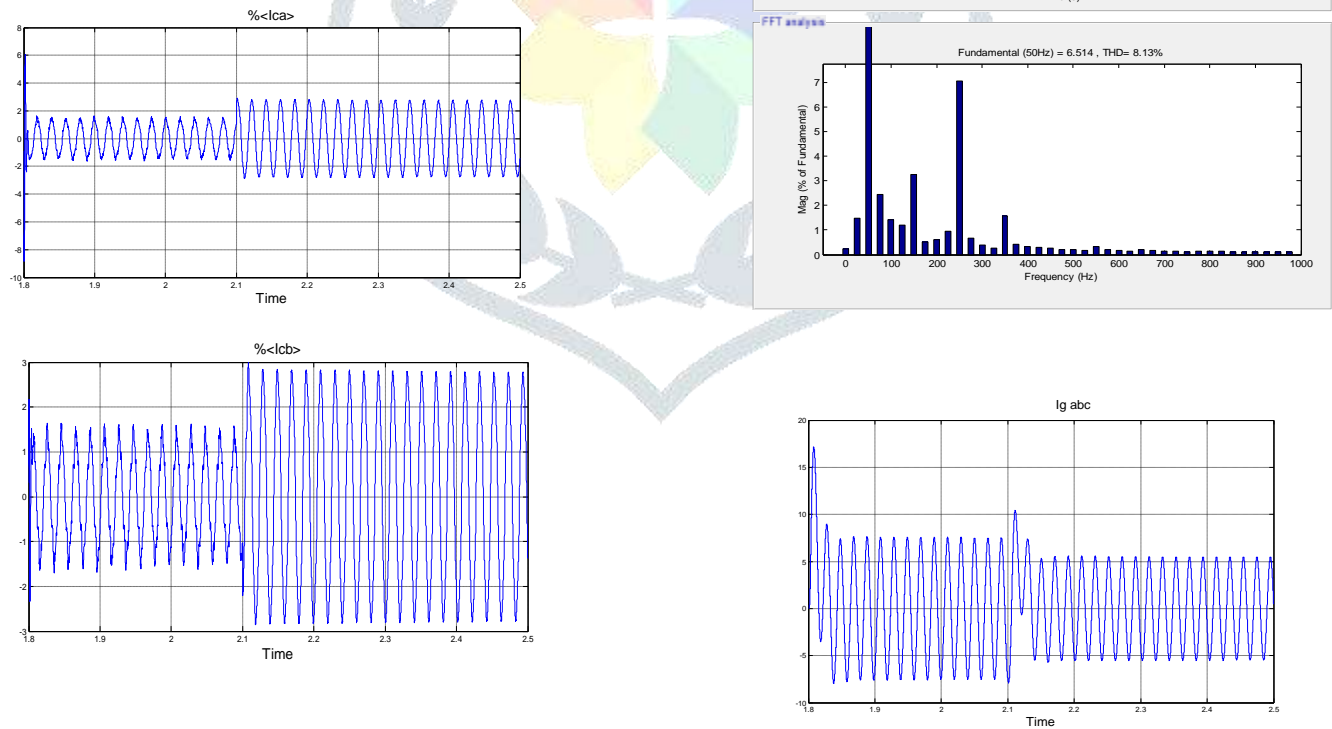 %<Ica>
8
6
4
2
0
-2
-4
-6
-8
-10
1.8 1.9 2 2.1 2.2 2.3 2.4 2.5
Time
%<Icb>
3
2
1
0
-1
-2
-3
1.8 1.9 2 2.1 2.2 2.3 2.4 2.5
Time
FFT analysis
Fundamental (50Hz) = 6.514 , THD= 8.13%
Mag (% of Fundamental)
7
6
5
4
3
2
1
0
0 100 200 300 400 500 600 700 800 900 1000
Frequency (Hz)
Ig abc
20
15
10
5
0
-5
-10
1.8 1.9 2 2.1 2.2 2.3 2.4 2.5
Time